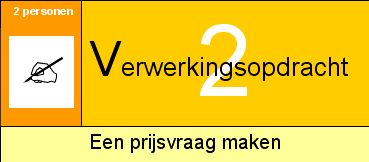 2 personen
2
Verwerkingsopdracht
Een prijsvraag maken